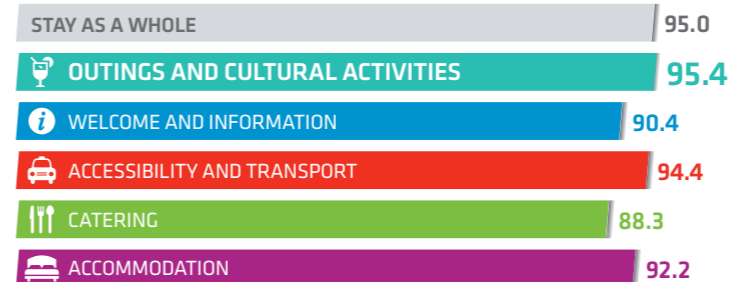 STAY AS A WHOLE 95.0
OUTINGS AND CULTURAL ACTIVITIES 95.4
i WELCOME AND INFORMATION 90.4
ACCESSIBILITY AND TRANSPORT 94.4
CATERING 88.3
ACCOMMODATION 92.2